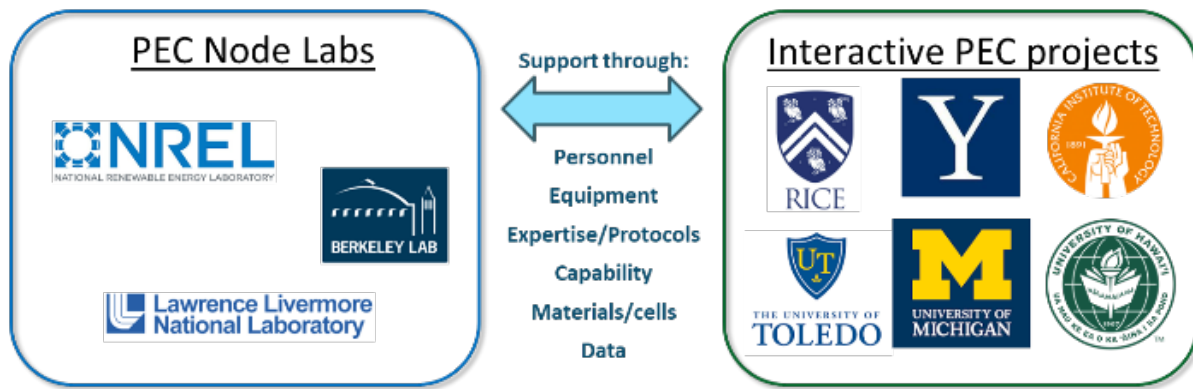 PEC Node Labs
NREL
NATIONAL RENEWABLE ENERGY LABORATORY
BERKELEY LAB
Lawrence Livermore
National Laboratory
Support through:
Personnel
Equipment
Expertise/Protocols
Capability
Materials/cells
Data
Interactive PEC projects
RICE
Y
CALIFORNIA INSTITUTE OF TECHNOLOGY
1891
UT
THE UNIVERSITY OF
TOLEDO
M
UNIVERSITY OF
MICHIGAN
UNIVERSITY OF HAWAI'I
1907
TM